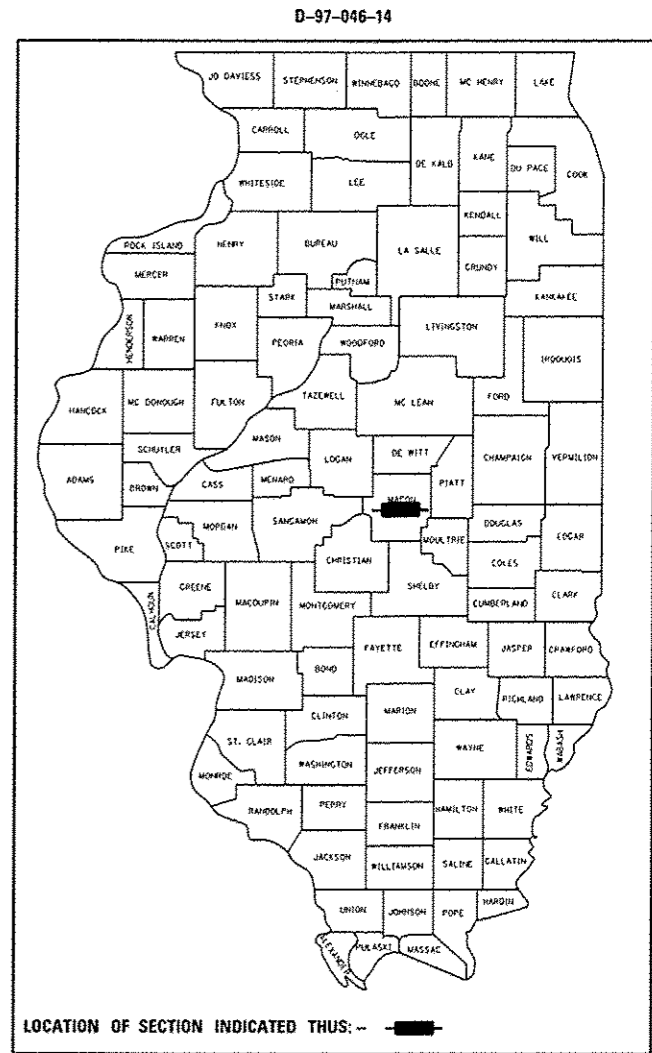 D-97-046-14
JO DAVIESS STEPHENSON WINNEBAGO BOONE MC HENRY LAKE
CARROLL OGLE
DE KALB KANE DU PAGE COOK
WHITESIDE LEE
KENDALL WILL
ROCK ISLAND HENRY BUREAU LA SALLE
MERCER PUTNAM GRUNDY
STARK MARSHALL KANKAKEE
HENDERSON WARREN KNOX PEORIA WOODFORD LIVINGSTON IROQUOIS
HANCOCK MC DONOUGH FULTON TAZEWELL MC LEAN FORD
MASON
SCHUYLER LOGAN DE WITT CHAMPAIGN VERMILION
ADAMS BROWN CASS MENARD PIATT
MACON
MORGAN SANGAMON DOUGLAS
PIKE SCOTT CHRISTIAN MOULTRIE COLES EDGAR
GREENE SHELBY CLARK
CALHOUN MACOUPIN MONTGOMERY CUMBERLAND
JERSEY
FAYETTE EFFINGHAM JASPER CRAWFORD
MADISON BOND
CLAY RICHLAND LAWRENCE
CLINTON MARION
ST. CLAIR WAYNE EDWARDS WABASH
WASHINGTON JEFFERSON
MONROE
RANDOLPH PERRY HAMILTON WHITE
FRANKLIN
JACKSON WILLIAMSON SALINE GALLATIN
UNION JOHNSON POPE HARDIN
ALEXANDER PULASKI MASSAC
LOCATION OF SECTION INDICATED THUS: -